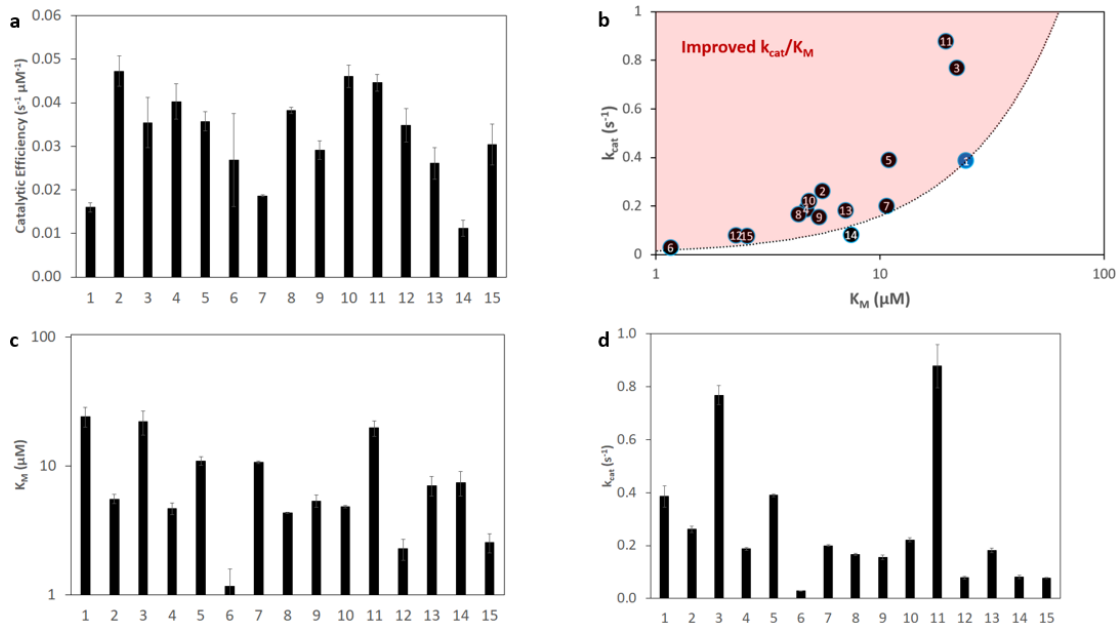 a
Catalytic Efficiency (s⁻¹ µM⁻¹)
0.06
0.05
0.04
0.03
0.02
0.01
0.00
1 2 3 4 5 6 7 8 9 10 11 12 13 14 15
b
Improved kcat/KM
kcat (s⁻¹)
1
0.8
0.6
0.4
0.2
0
11
3
5
1
2
10
4
8
9
13
7
12
15
14
6
1 10 100
KM (µM)
c
KM (µM)
100
10
1
1 2 3 4 5 6 7 8 9 10 11 12 13 14 15
d
kcat (s⁻¹)
1.0
0.8
0.6
0.4
0.2
0.0
1 2 3 4 5 6 7 8 9 10 11 12 13 14 15